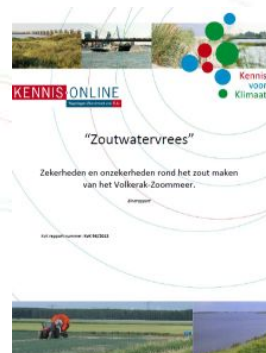 Kennis
voor
Klimaat
KENNIS ONLINE
"Zoutwatervrees"
Zekerheden en onzekerheden rond het zout maken
van het Volkerak-Zoommeer.